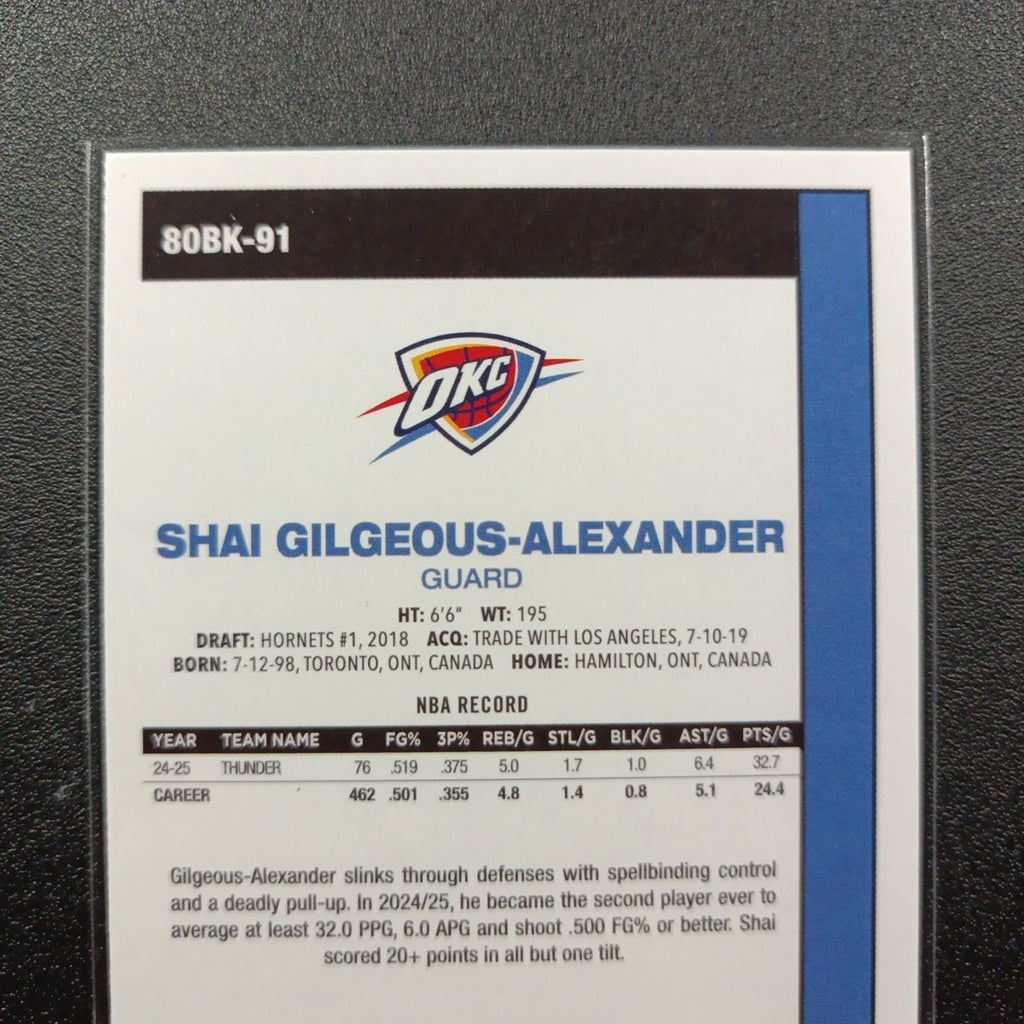 80BK-91
OKC
SHAI GILGEOUS-ALEXANDER
GUARD
HT: 6'6" WT: 195
DRAFT: HORNETS #1, 2018 ACQ: TRADE WITH LOS ANGELES, 7-10-19
BORN: 7-12-98, TORONTO, ONT, CANADA HOME: HAMILTON, ONT, CANADA
NBA RECORD
YEAR TEAM NAME G FG% 3P% REB/G STL/G BLK/G AST/G PTS/G
24-25 THUNDER 76 .519 .375 5.0 1.7 1.0 6.4 32.7
CAREER 462 .501 .355 4.8 1.4 0.8 5.1 24.4
Gilgeous-Alexander slinks through defenses with spellbinding control
and a deadly pull-up. In 2024/25, he became the second player ever to
average at least 32.0 PPG, 6.0 APG and shoot .500 FG% or better. Shai
scored 20+ points in all but one tilt.